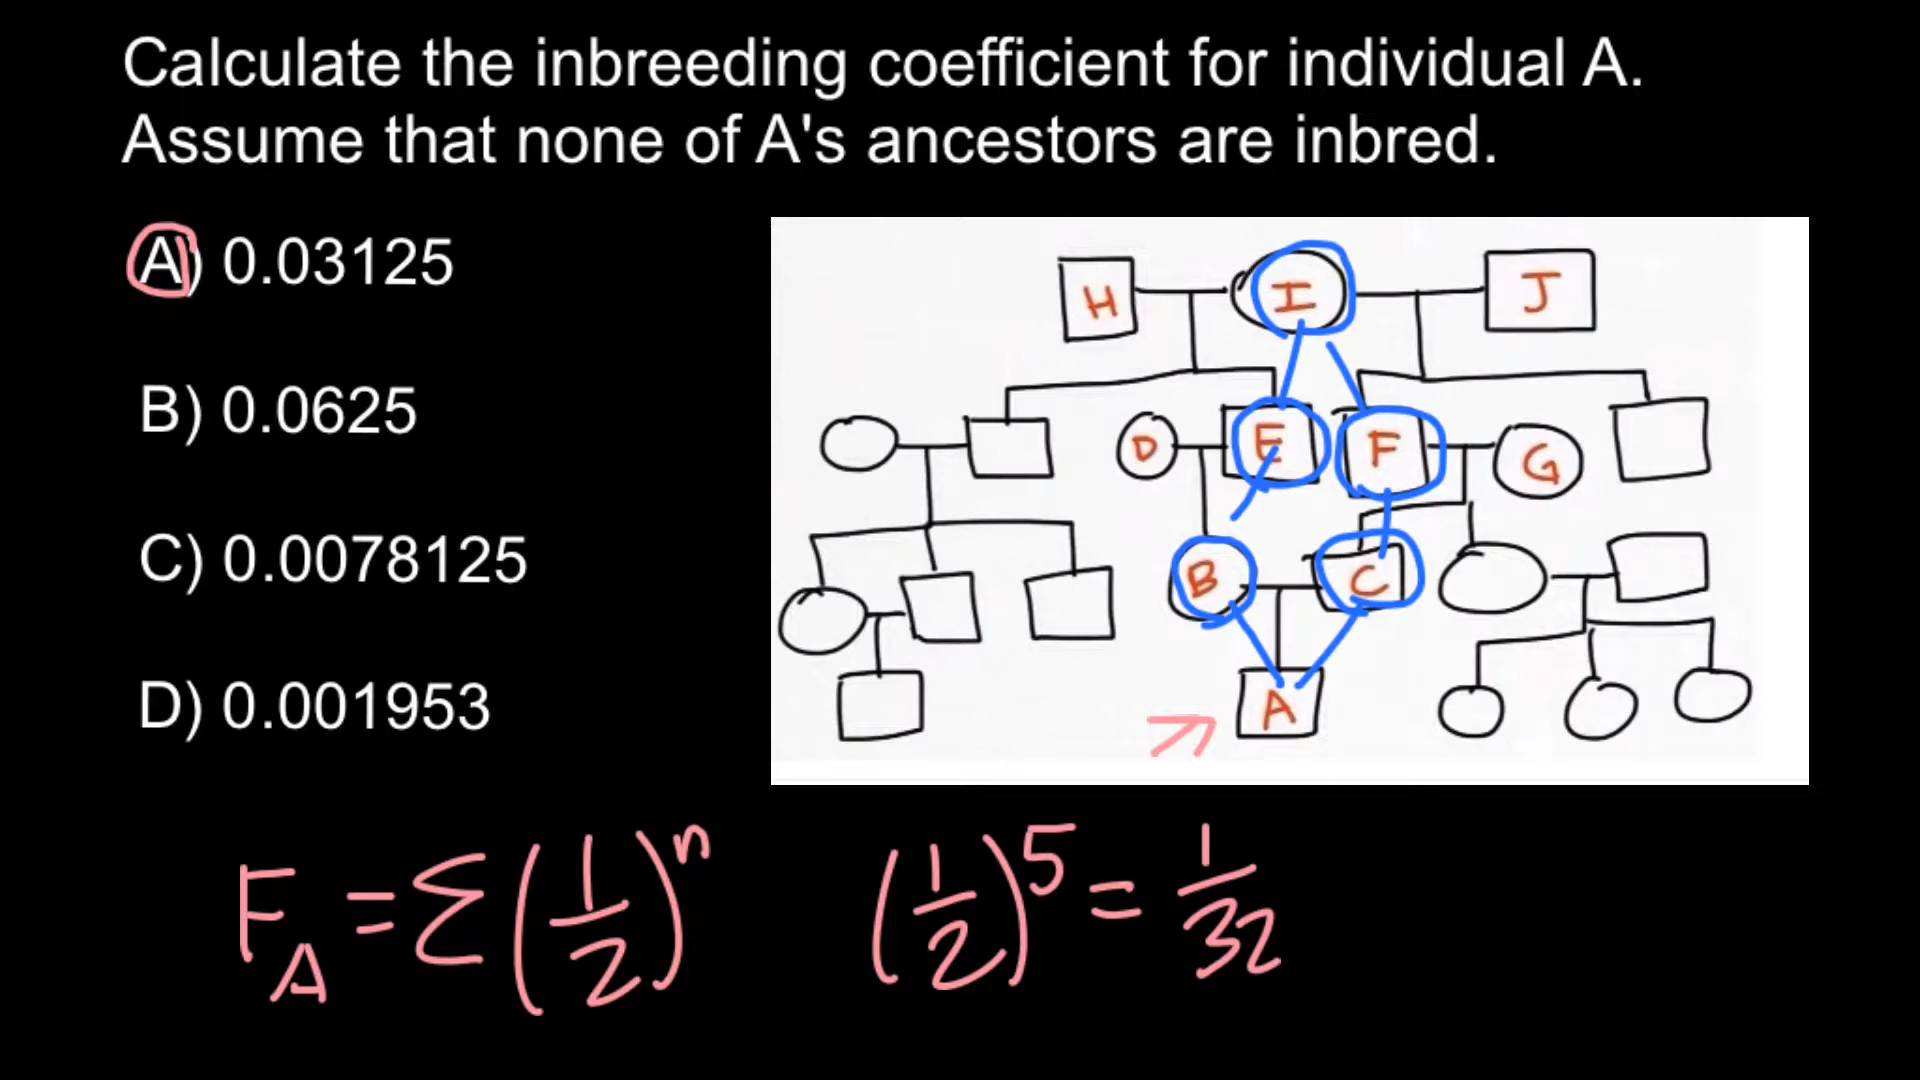 Calculate the inbreeding coefficient for individual A.
Assume that none of A's ancestors are inbred.
A) 0.03125
B) 0.0625
C) 0.0078125
D) 0.001953
H I J
D E F G
B C
A
F_A = Σ (1/2)^n (1/2)^5 = 1/32